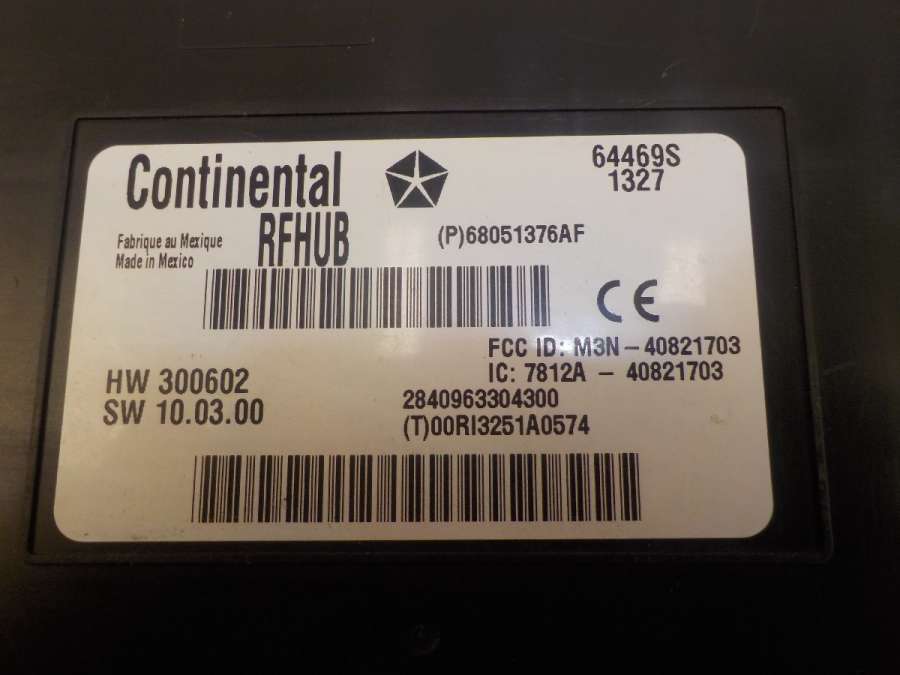 Continental
64469S
1327
Fabrique au Mexique
Made in Mexico
RFHUB
(P)68051376AF
CE
FCC ID: M3N-40821703
IC: 7812A - 40821703
HW 300602
SW 10.03.00
2840963304300
(T)00RI3251A0574